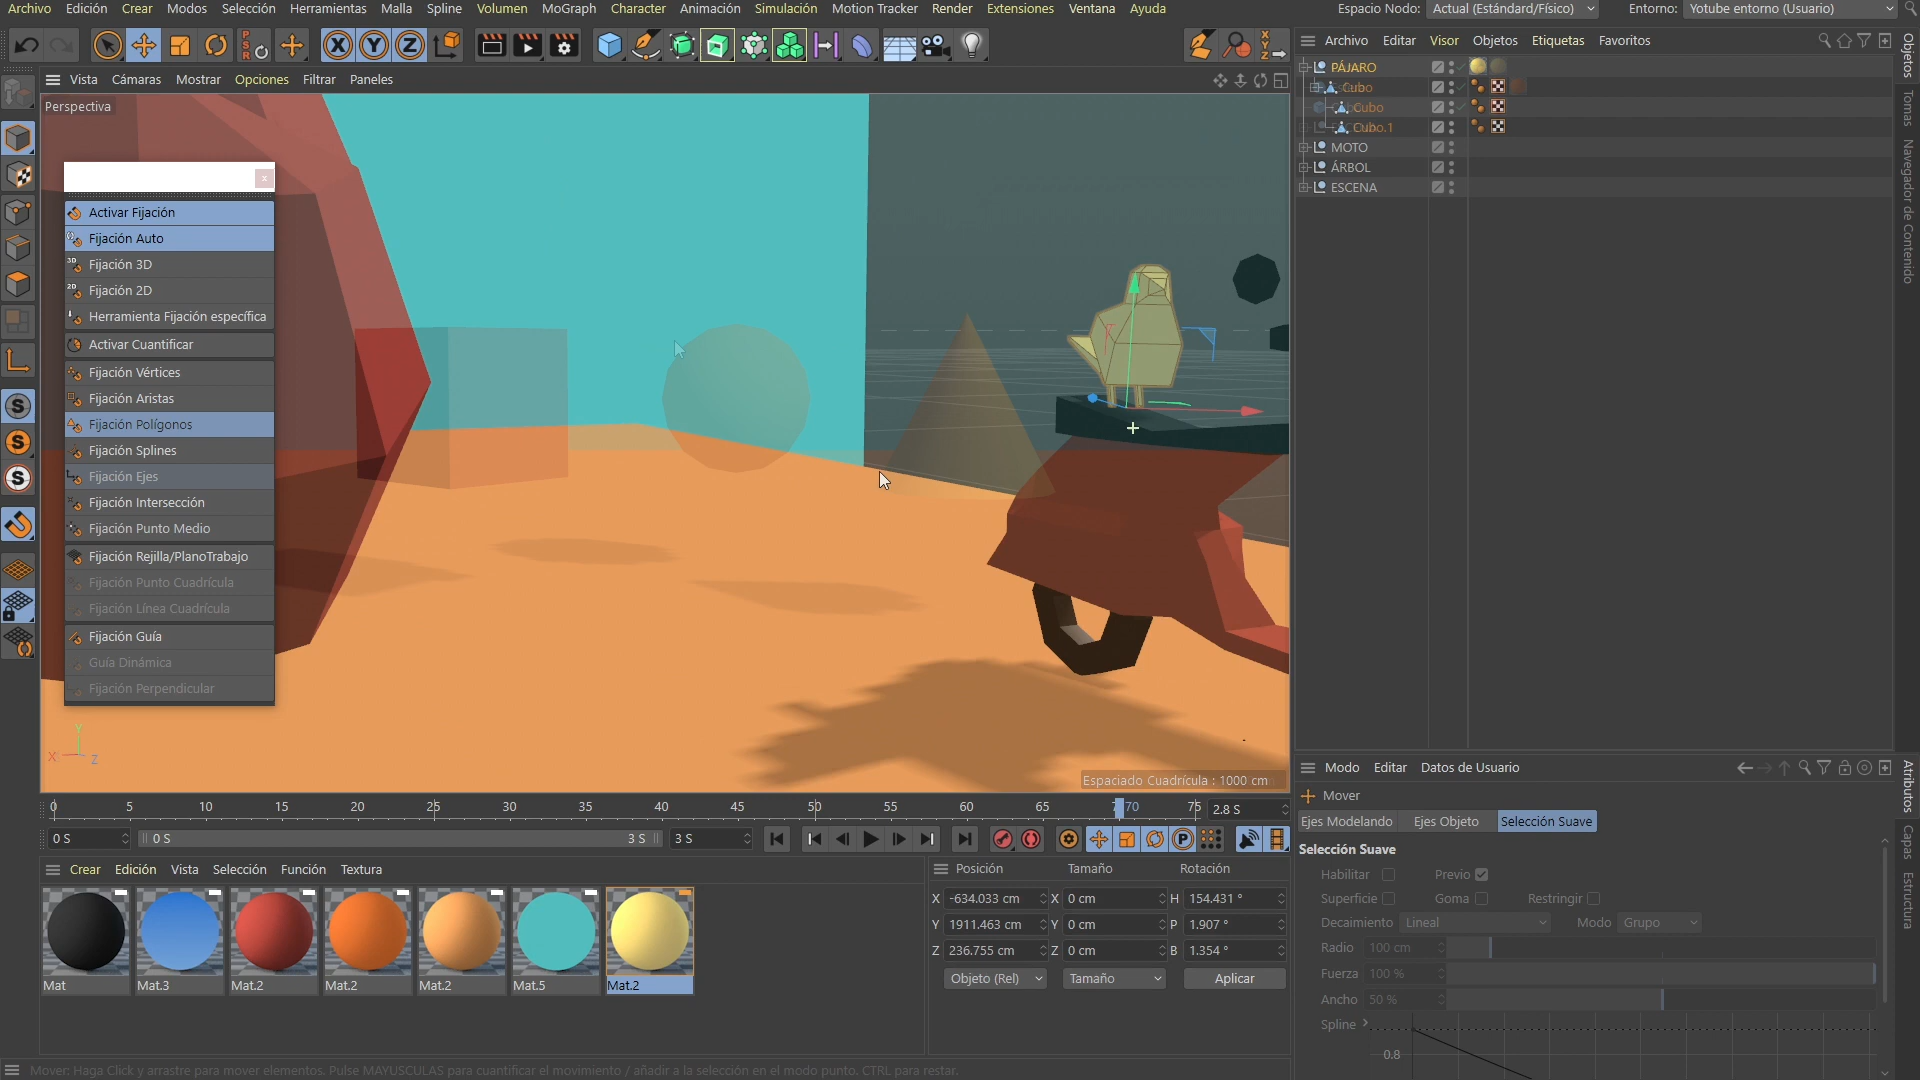 Archivo Edición Crear Modos Selección Herramientas Malla Spline Volumen MoGraph Character Animación Simulación Motion Tracker Render Extensiones Ventana Ayuda
Espacio Nodo: Actual (Estándar/Físico) Entorno: Yotube entorno (Usuario)
P S R
X Y Z
X Y Z
Archivo Editar Visor Objetos Etiquetas Favoritos
Vista Cámaras Mostrar Opciones Filtrar Paneles
Perspectiva
x
Activar Fijación
Fijación Auto
3D Fijación 3D
2D Fijación 2D
Herramienta Fijación específica
Activar Cuantificar
Fijación Vértices
Fijación Aristas
Fijación Polígonos
Fijación Splines
Fijación Ejes
Fijación Intersección
Fijación Punto Medio
Fijación Rejilla/PlanoTrabajo
Fijación Punto Cuadrícula
Fijación Línea Cuadrícula
Fijación Guía
Guía Dinámica
Fijación Perpendicular
S
S
S
Y
X
Z
Espaciado Cuadrícula : 1000 cm
PÁJARO
Cubo
Cubo
Cubo.1
MOTO
ÁRBOL
ESCENA
Objetos
Tomas
Navegador de Contenido
Atributos
Capas
Estructura
0 5 10 15 20 25 30 35 40 45 50 55 60 65 70 75 2.8 S
0 S 0 S 3 S 3 S
P
Crear Edición Vista Selección Función Textura
Mat Mat.3 Mat.2 Mat.2 Mat.2 Mat.5 Mat.2
Posición Tamaño Rotación
X -634.033 cm X 0 cm H 154.431 °
Y 1911.463 cm Y 0 cm P 1.907 °
Z 236.755 cm Z 0 cm B 1.354 °
Objeto (Rel) Tamaño Aplicar
Modo Editar Datos de Usuario
Mover
Ejes Modelando Ejes Objeto Selección Suave
Selección Suave
Habilitar Previo
Superficie Goma Restringir
Decaimiento Lineal Modo Grupo
Radio 100 cm
Fuerza 100 %
Ancho 50 %
Spline
0.8
Mover: Haga Click y arrastre para mover elementos. Pulse MAYUSCULAS para cuantificar el movimiento / añadir a la selección en el modo punto. CTRL para restar.